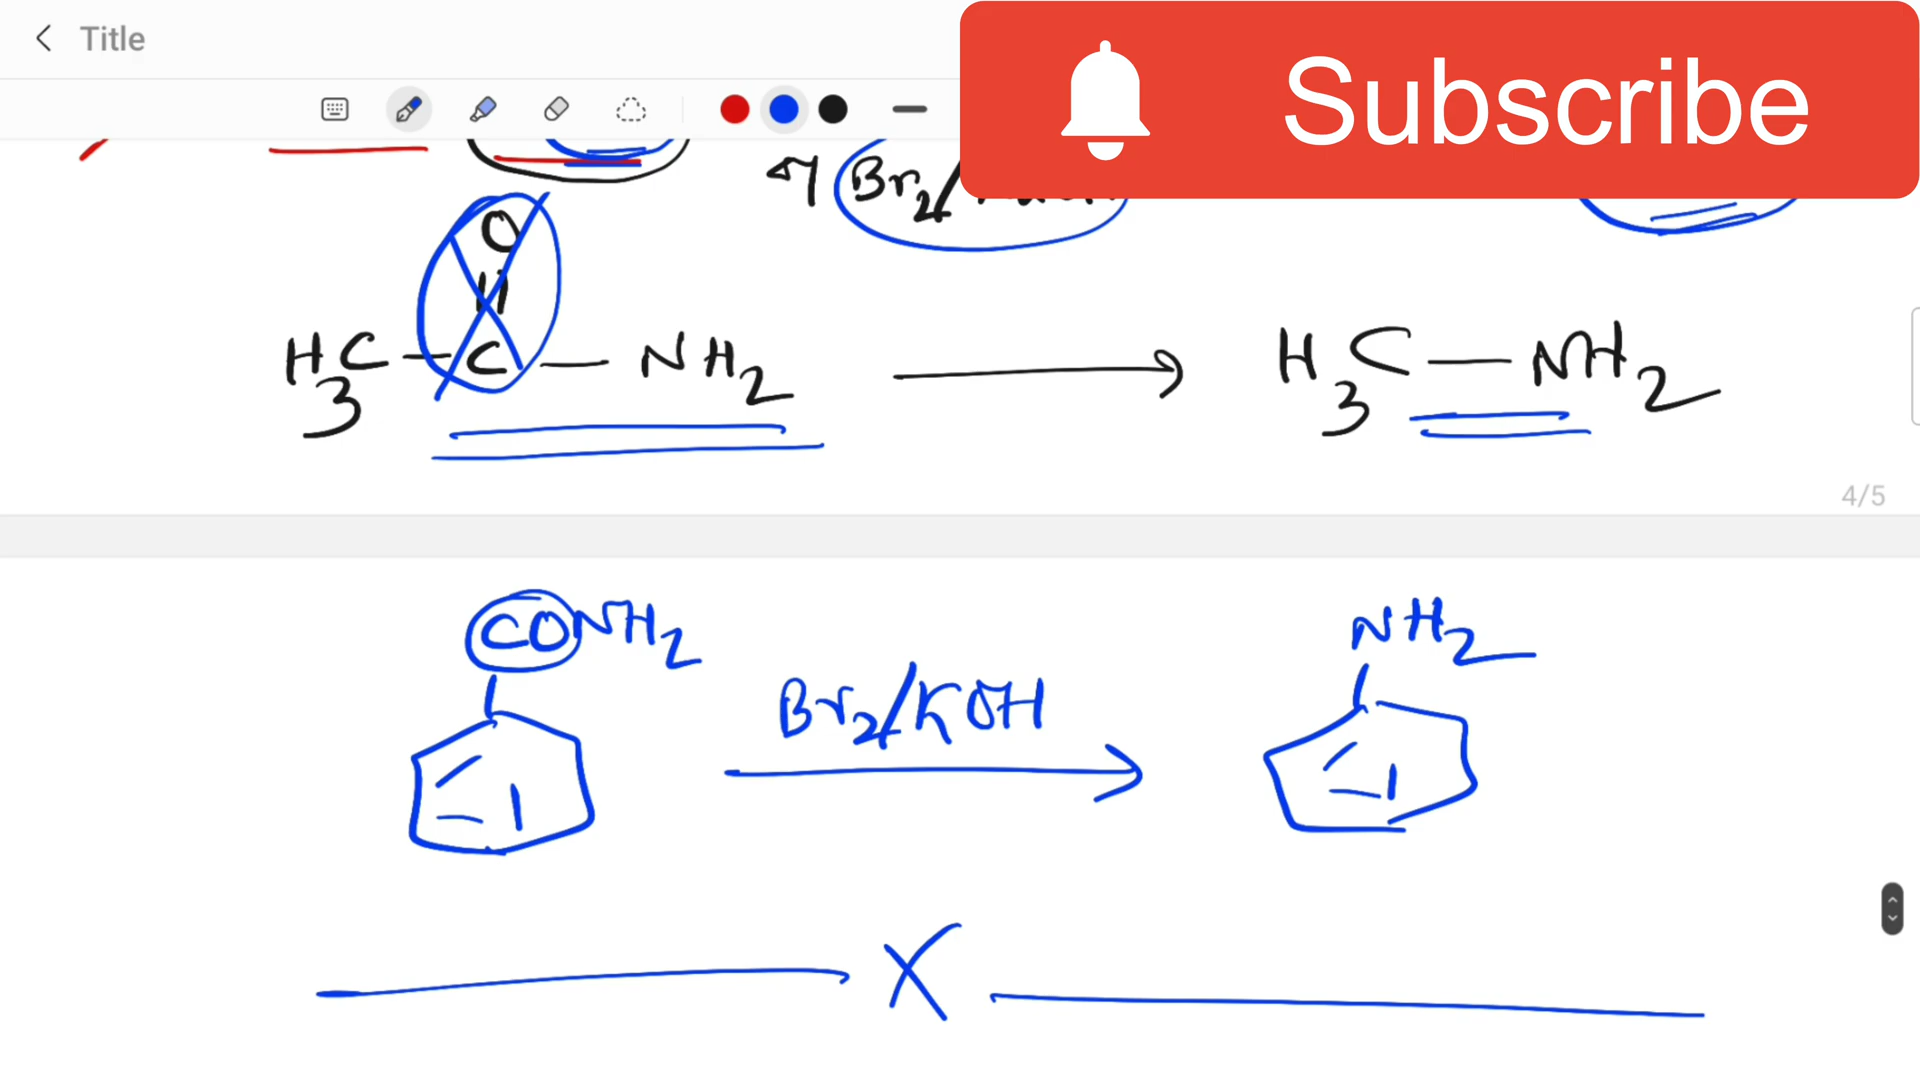 Title
Subscribe
Br2/
O
H3C-C-NH2 → H3C-NH2
4/5
CONH2
NH2
Br2/KOH
X